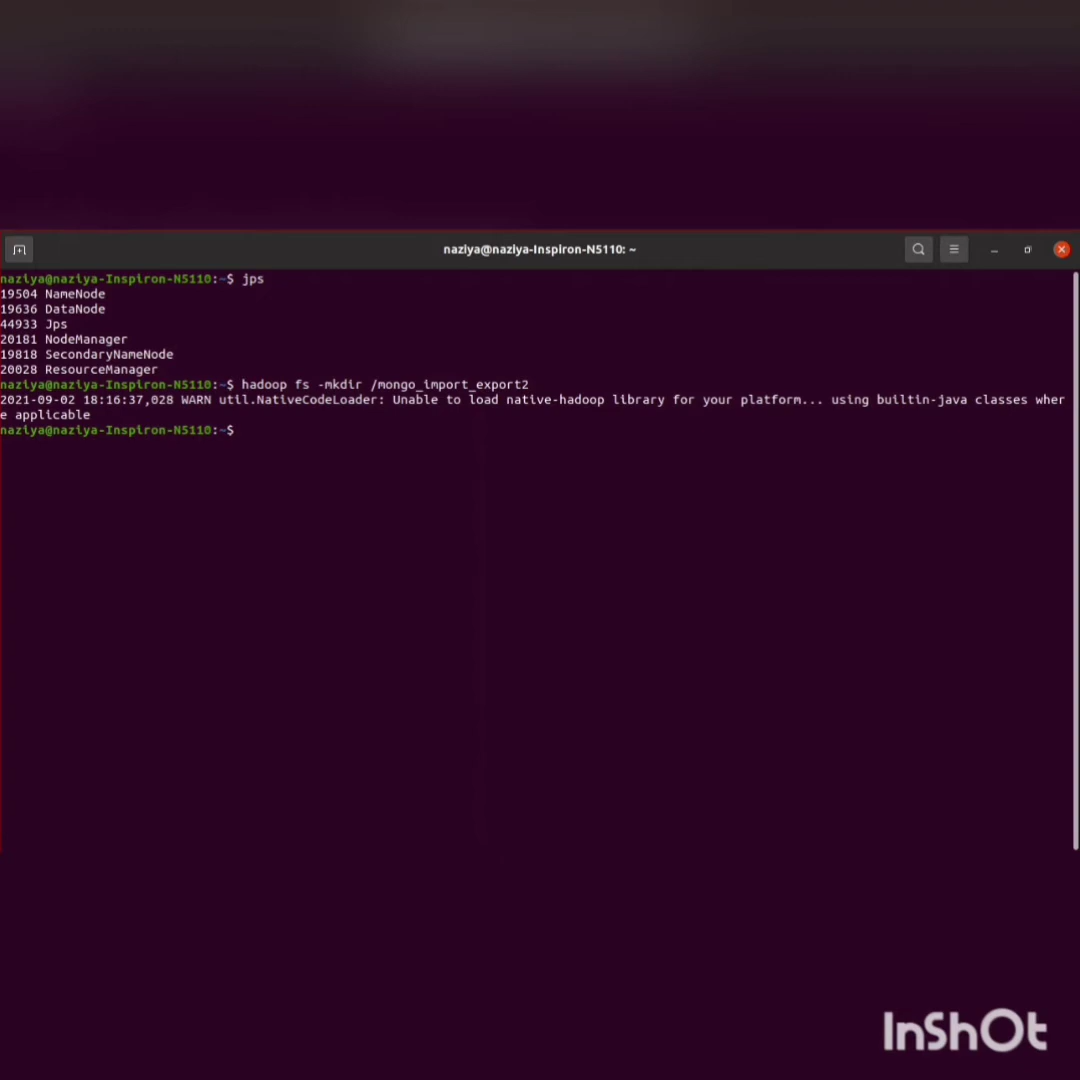 naziya@naziya-Inspiron-N5110: ~
naziya@naziya-Inspiron-N5110:~$ jps
19504 NameNode
19636 DataNode
44933 Jps
20181 NodeManager
19818 SecondaryNameNode
20028 ResourceManager
naziya@naziya-Inspiron-N5110:~$ hadoop fs -mkdir /mongo_import_export2
2021-09-02 18:16:37,028 WARN util.NativeCodeLoader: Unable to load native-hadoop library for your platform... using builtin-java classes wher
e applicable
naziya@naziya-Inspiron-N5110:~$
InShOt